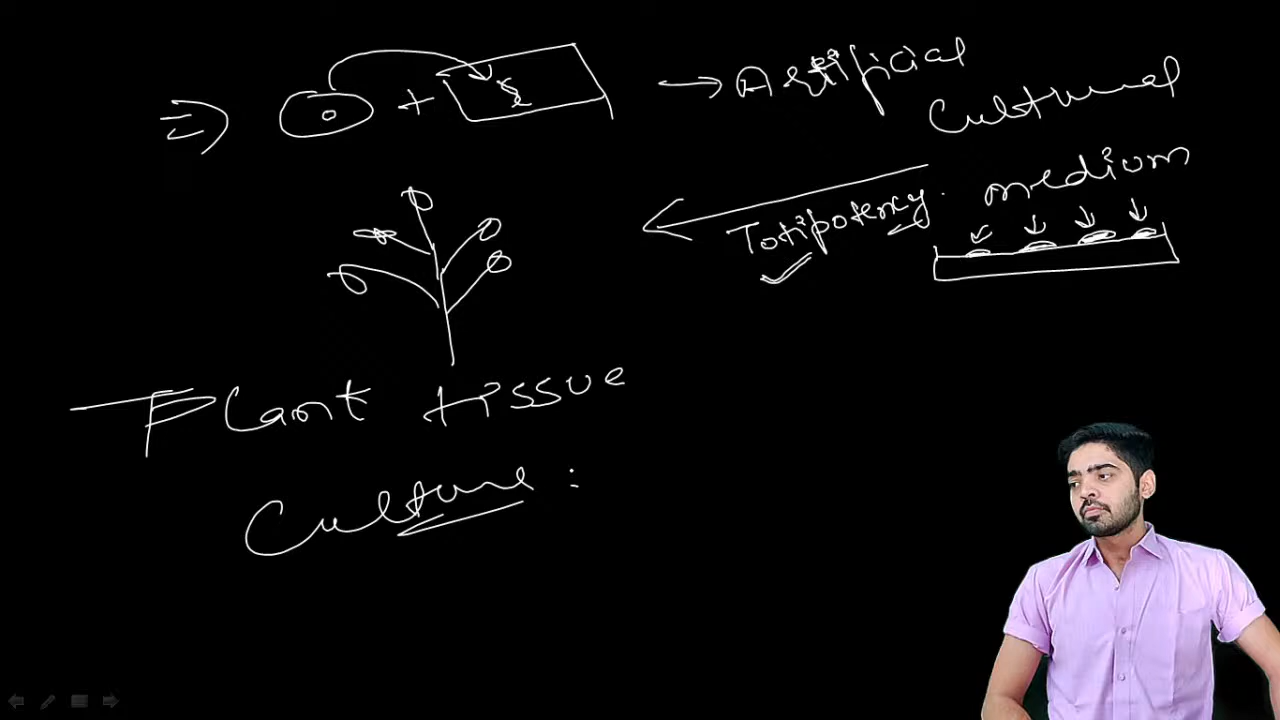 ⇒ + → Artificial
Cultural
medium
Totipotency.
Plant tissue
Culture :